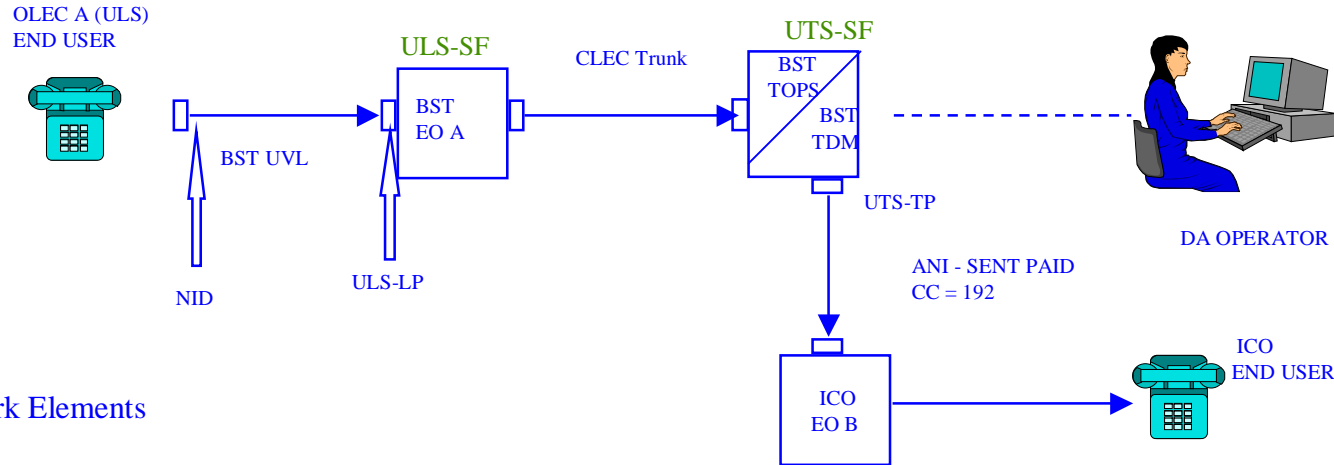 OLEC A (ULS)
END USER
ULS-SF
UTS-SF
CLEC Trunk
BST
EO A
BST
TOPS
BST
TDM
BST UVL
UTS-TP
DA OPERATOR
NID
ULS-LP
ANI - SENT PAID
CC = 192
ICO
END USER
ICO
EO B
rk Elements